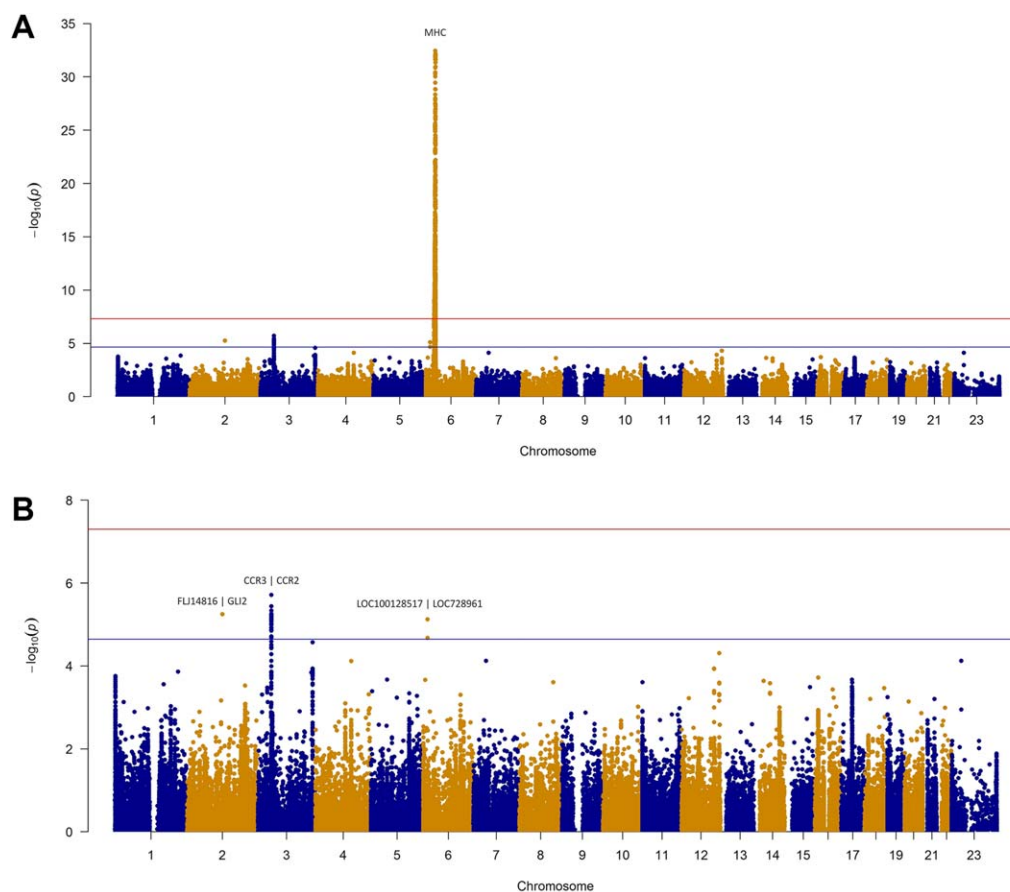 A
MHC
35
30
25
20
15
10
5
0
−log10(p)
1 2 3 4 5 6 7 8 9 10 11 12 13 14 15 16 17 19 21 23
Chromosome
B
8
6
4
2
0
−log10(p)
CCR3 | CCR2
FLJ14816 | GLI2
LOC100128517 | LOC728961
1 2 3 4 5 6 7 8 9 10 11 12 13 14 15 16 17 19 21 23
Chromosome